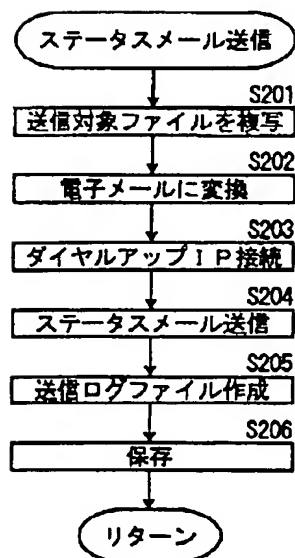 ステータスメール送信
S201
送信対象ファイルを複写
S202
電子メールに変換
S203
ダイヤルアップＩＰ接続
S204
ステータスメール送信
S205
送信ログファイル作成
S206
保存
リターン